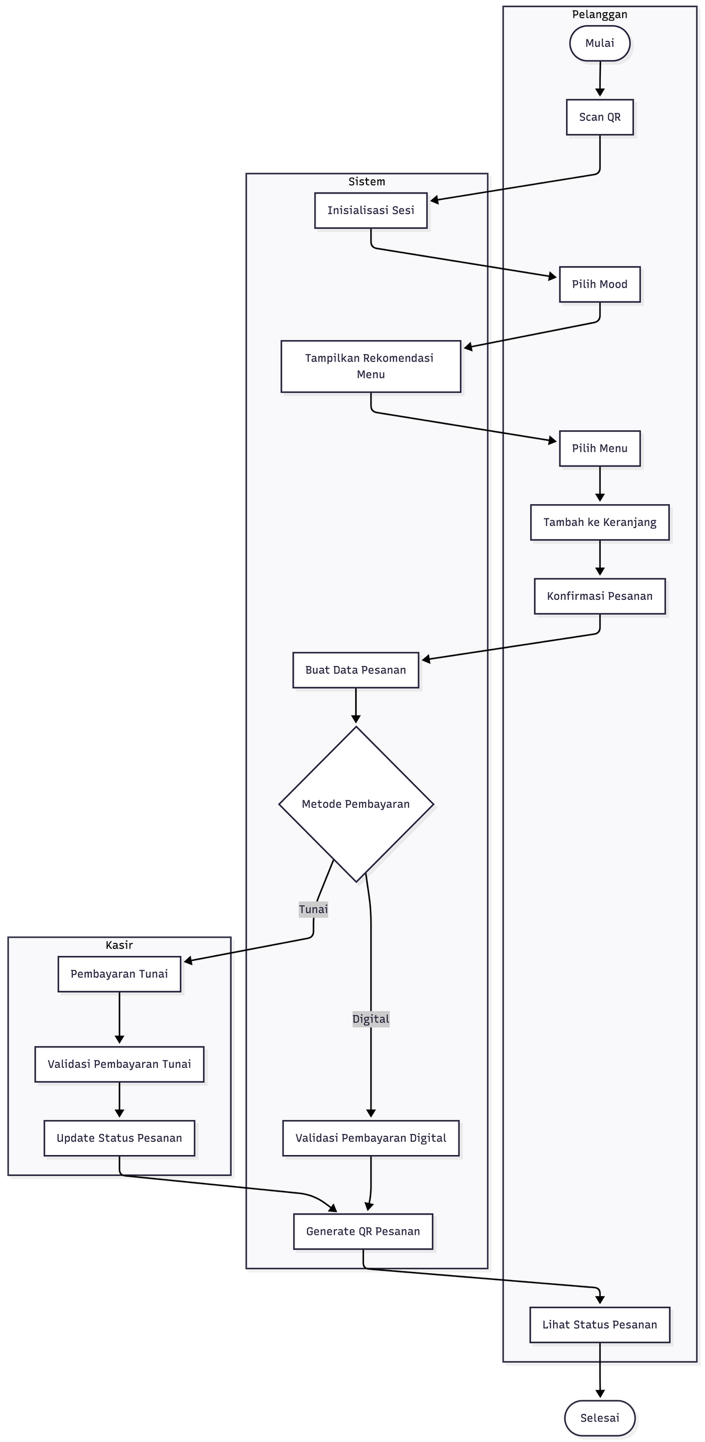 Pelanggan
Mulai
Scan QR
Sistem
Inisialisasi Sesi
Pilih Mood
Tampilkan Rekomendasi
Menu
Pilih Menu
Tambah ke Keranjang
Konfirmasi Pesanan
Buat Data Pesanan
Metode Pembayaran
Tunai
Kasir
Pembayaran Tunai
Digital
Validasi Pembayaran Tunai
Update Status Pesanan
Validasi Pembayaran Digital
Generate QR Pesanan
Lihat Status Pesanan
Selesai